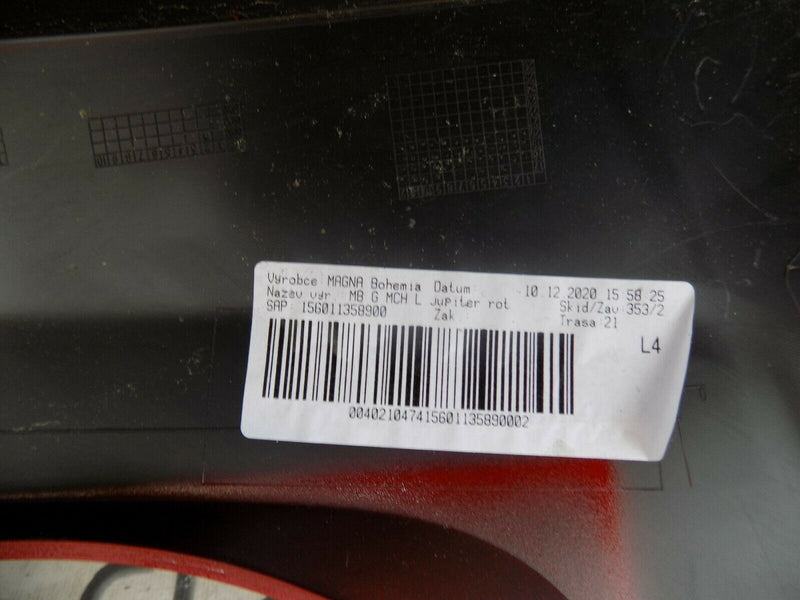 Vyrobce MAGNA Bohemia Datum 10 12 2020 15 58 25
Nazev vyr MB G MCH L Jupiter rot Skid/Zav 353/2
SAP 156011358900 Zak Trasa 21
L4
004021047415601135890002